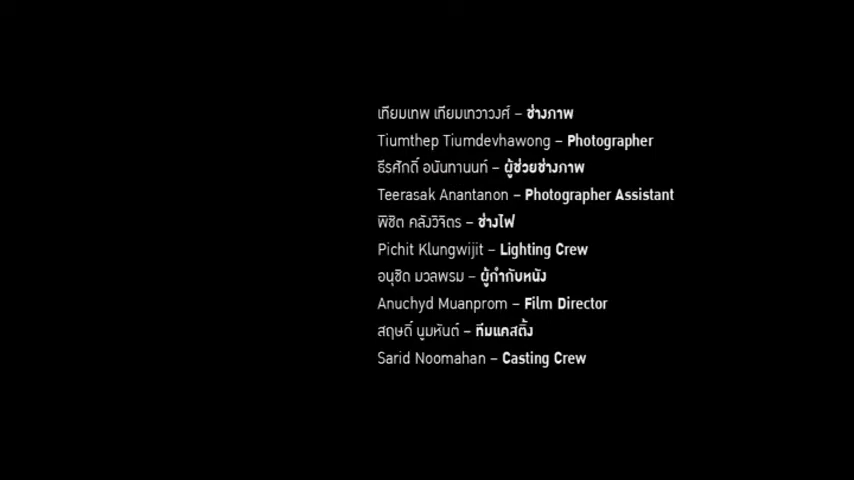 เทียมเทพ เทียมเทวาวงศ์ – ช่างภาพ
Tiumthep Tiumdevhawong – Photographer
ธีรศักดิ์ อนันทานนท์ – ผู้ช่วยช่างภาพ
Teerasak Anantanon – Photographer Assistant
พิชิต คลังวิจิตร – ช่างไฟ
Pichit Klungwijit – Lighting Crew
อนุชิด มวลพรม – ผู้กำกับหนัง
Anuchyd Muanprom – Film Director
สฤษดิ์ นูมหันต์ – ทีมแคสติ้ง
Sarid Noomahan – Casting Crew